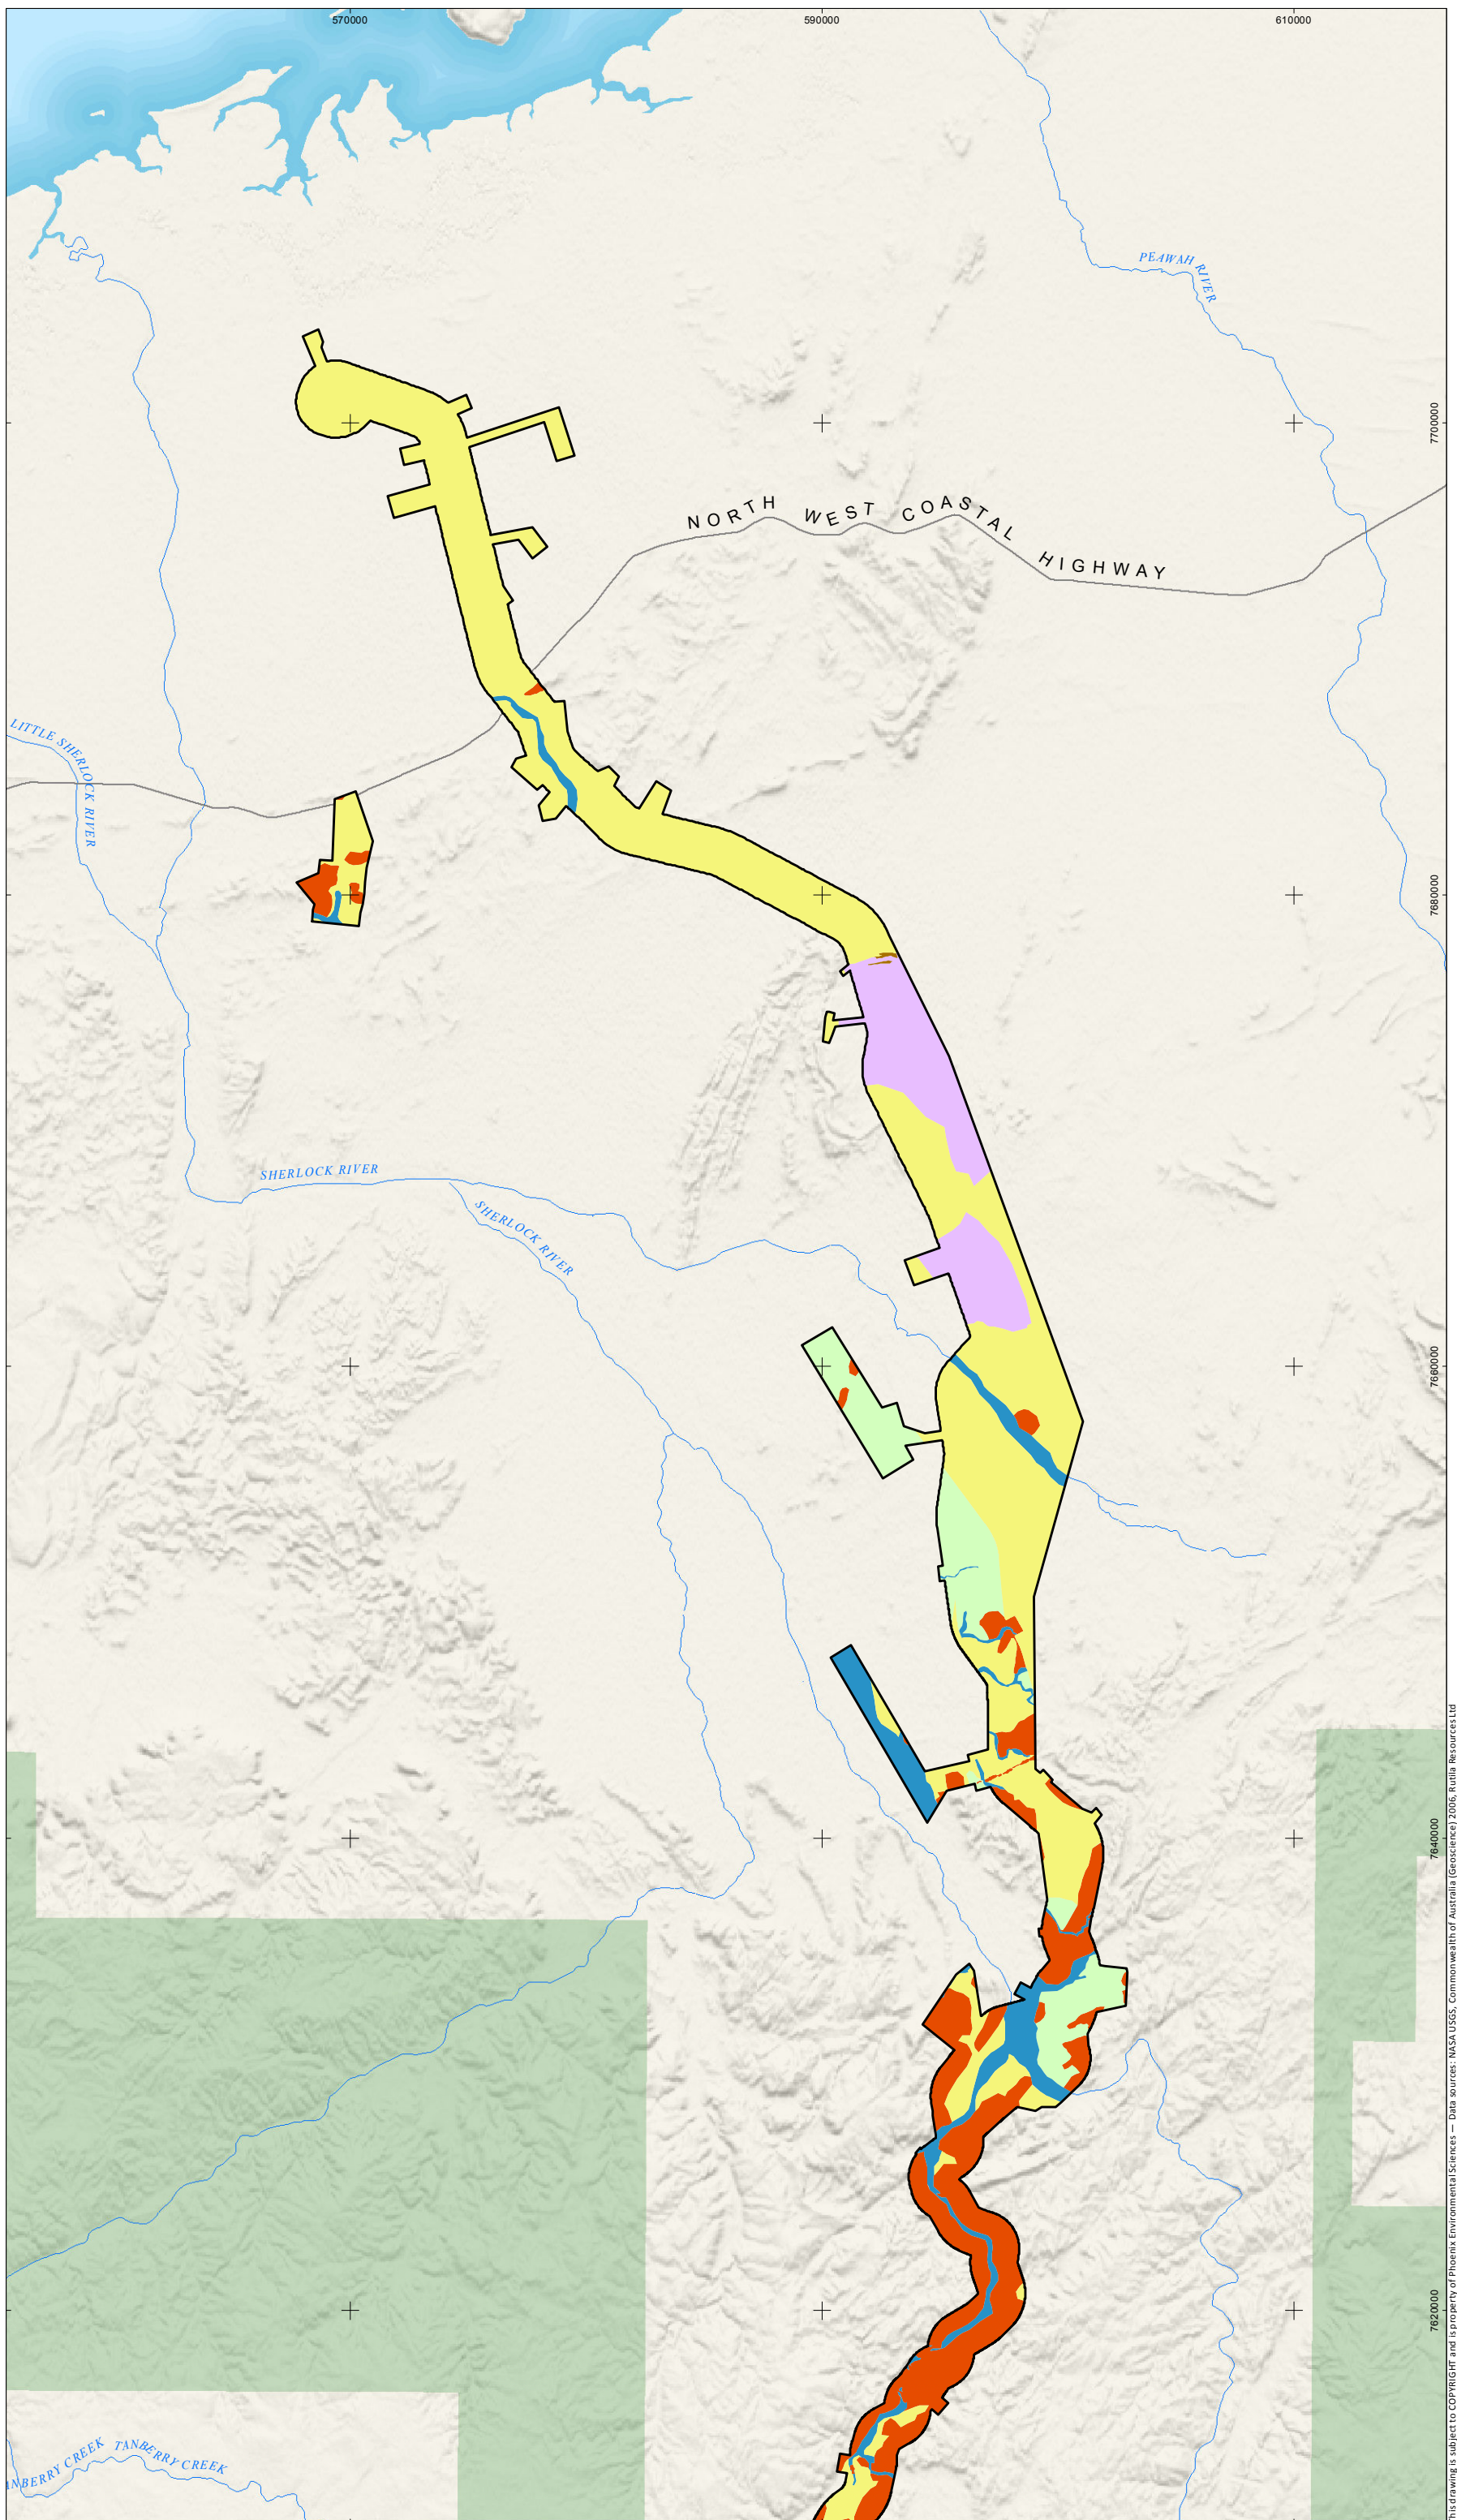 570000
590000
610000
PEAWAH RIVER
7700000
NORTH WEST COASTAL HIGHWAY
LITTLE SHERLOCK RIVER
7680000
SHERLOCK RIVER
SHERLOCK RIVER
7660000
7640000
7620000
TANBERRY CREEK
NBERRY CREEK
his drawing is subject to COPYRIGHT and is property of Phoenix Environmental Sciences — Data sources: NASA USGS, Commonwealth of Australia (Geoscience) 2006, Rutila Resources Ltd